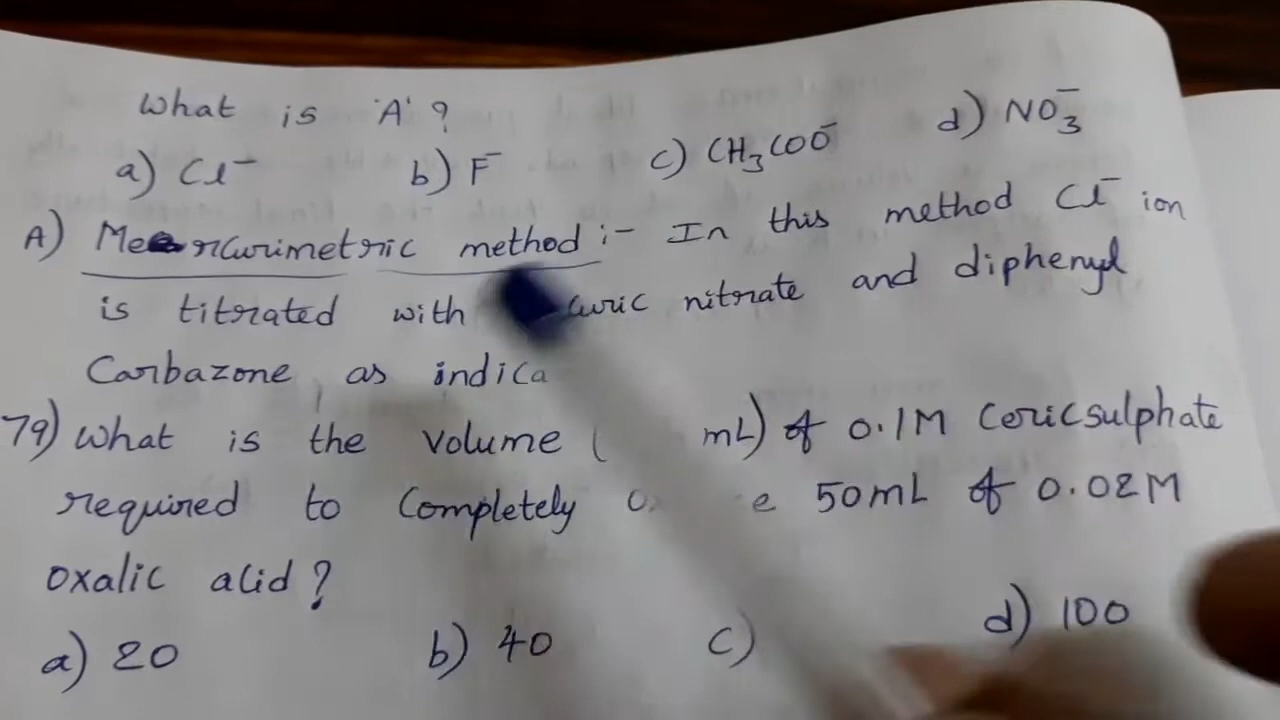 What is 'A' ?
a) Cl⁻ b) F⁻ c) CH₃COO⁻ d) NO₃⁻
A) Mercurimetric method :- In this method Cl⁻ ion
is titrated with curic nitrate and diphenyl
Carbazone as indica
79) What is the volume ( mL) of 0.1M Cericsulphate
required to Completely e 50mL of 0.02M
oxalic acid ?
a) 20 b) 40 c) d) 100